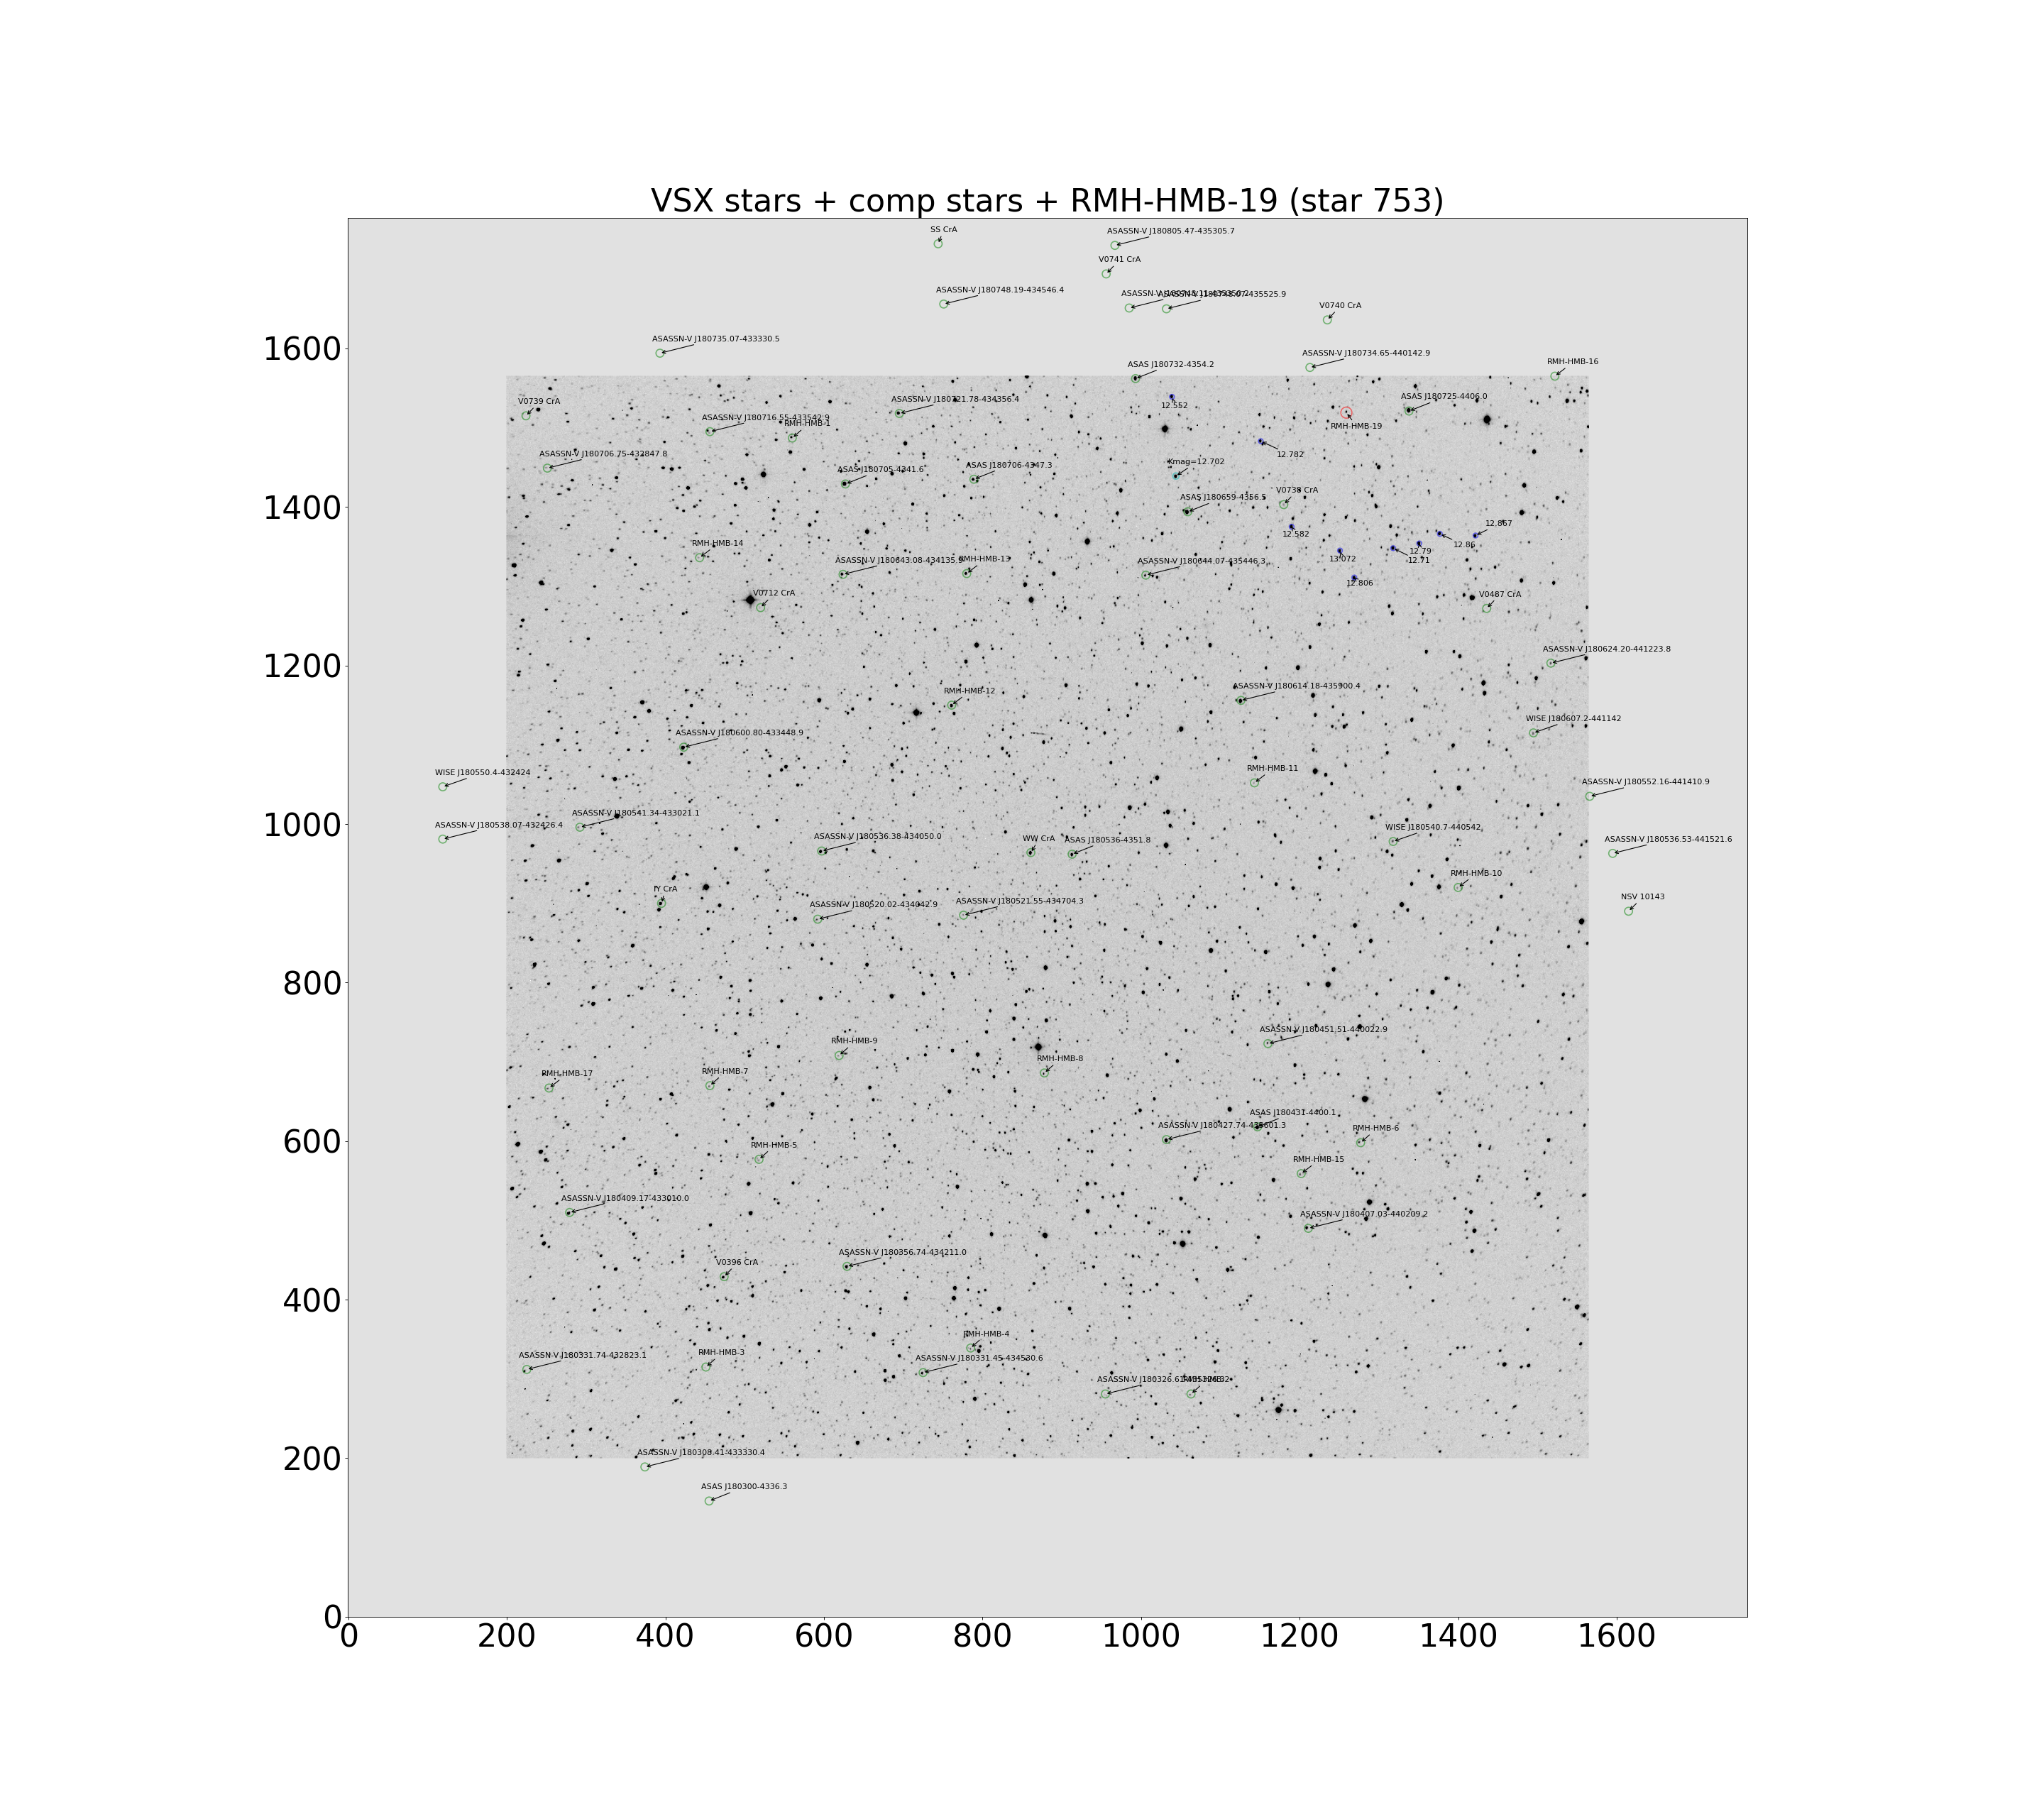 VSX stars + comp stars + RMH-HMB-19 (star 753)
SS CrA
ASASSN-V J180805.47-435305.7
V0741 CrA
ASASSN-V J180748.19-434546.4
ASASSN-V
V0740 CrA
ASASSN-V J180735.07-433330.5
1600
ASASSN-V J180734.65-440142.9
ASAS J180732-4354.2
RMH-HMB-16
V0739 CrA
ASASSN-V J180721.78-434356.4
12.552
ASAS J180725-4406.0
ASASSN-V J180716.55-433542.9
RMH-HMB-1
RMH-HMB-19
ASASSN-V J180706.75-432847.8
12.782
ASAS J180705-4341.6
ASAS J180706-4347.3
Kmag=12.702
1400
ASAS J180659-4356.5
V0738 CrA
12.582
12.867
RMH-HMB-14
12.86
12.79
ASASSN-V J180643.08-434135.9
RMH-HMB-13
ASASSN-V J180644.07-435446.3
13.072
12.71
12.806
V0712 CrA
V0487 CrA
1200
ASASSN-V J180624.20-441223.8
RMH-HMB-12
ASASSN-V J180614.18-435900.4
ASASSN-V J180600.80-433448.9
WISE J180607.2-441142
WISE J180550.4-432424
RMH-HMB-11
ASASSN-V J180552.16-441410.9
1000
ASASSN-V J180538.07-432426.4
ASASSN-V J180541.34-433021.1
ASASSN-V J180536.38-434050.0
WW CrA
ASAS J180536-4351.8
WISE J180540.7-440542
ASASSN-V J180536.53-441521.6
RMH-HMB-10
IY CrA
ASASSN-V J180520.02-434042.9
ASASSN-V J180521.55-434704.3
NSV 10143
800
RMH-HMB-9
ASASSN-V J180451.51-440022.9
RMH-HMB-17
RMH-HMB-7
RMH-HMB-8
600
ASAS J180431-4400.1
ASASSN-V J180427.74-435601.3
RMH-HMB-6
RMH-HMB-5
RMH-HMB-15
ASASSN-V J180409.17-433010.0
ASASSN-V J180407.03-440209.2
V0396 CrA
ASASSN-V J180356.74-434211.0
400
RMH-HMB-4
ASASSN-V J180331.74-432823.1
RMH-HMB-3
ASASSN-V J180331.45-434530.6
ASASSN-V
200
ASASSN-V J180308.41-433330.4
ASAS J180300-4336.3
0
0 200 400 600 800 1000 1200 1400 1600